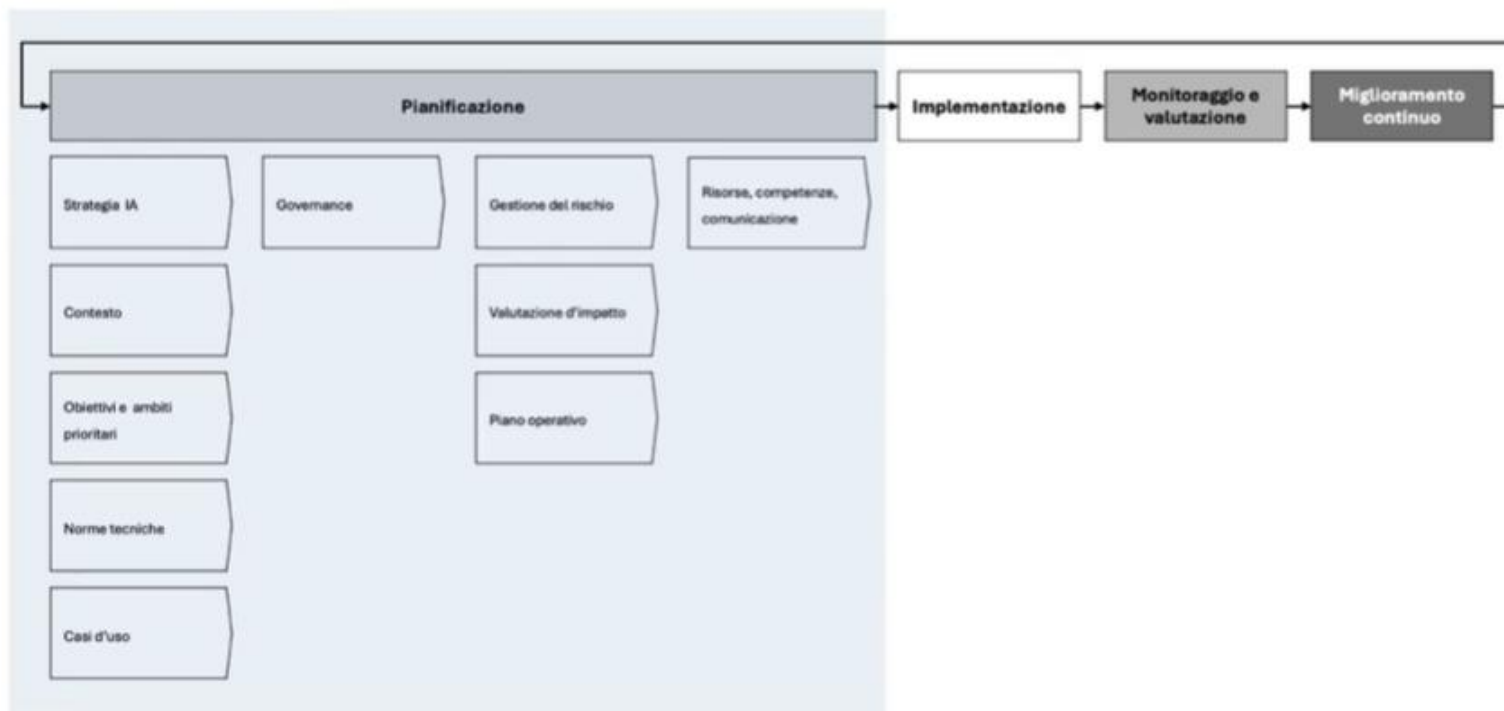 Pianificazione
Implementazione
Monitoraggio e
valutazione
Miglioramento
continuo
Strategia IA
Governance
Gestione del rischio
Risorse, competenze,
comunicazione
Contesto
Valutazione d'impatto
Obiettivi e ambiti
prioritari
Piano operativo
Norme tecniche
Casi d'uso